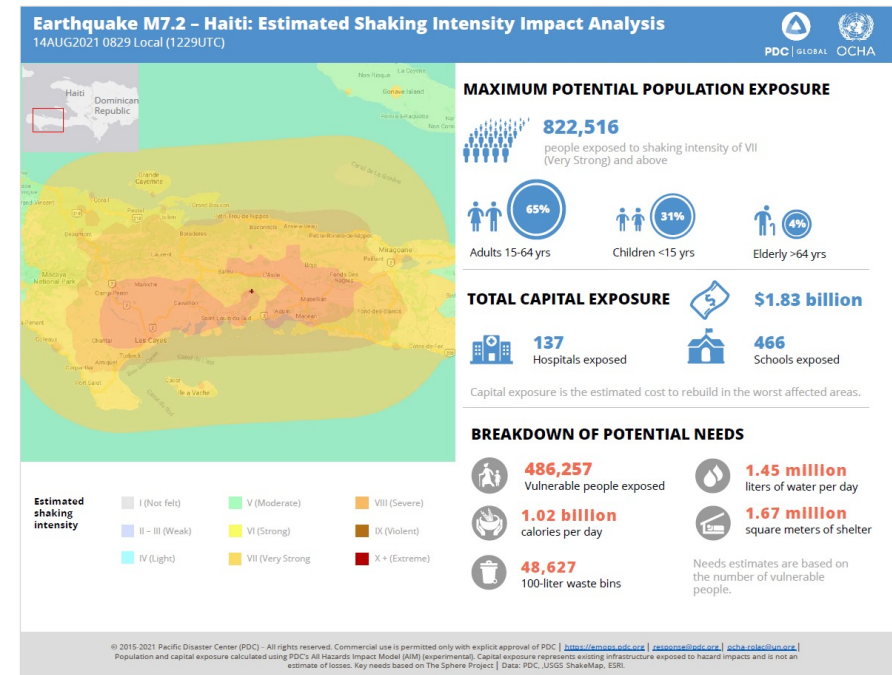 Earthquake M7.2 – Haiti: Estimated Shaking Intensity Impact Analysis
14AUG2021 0829 Local (1229UTC)
PDC | GLOBAL OCHA
Haiti
Dominican
Republic
Gonave Island
MAXIMUM POTENTIAL POPULATION EXPOSURE
822,516
people exposed to shaking intensity of VII
(Very Strong) and above
65%
31%
4%
Adults 15-64 yrs
Children <15 yrs
Elderly >64 yrs
Grande
Cayemite
Miragoane
Macaya
National Park
Camp Perrin
Maniche
Cavaillon
Aquin
Chantal
Les Cayes
Port Salut
Ile a Vache
TOTAL CAPITAL EXPOSURE
$1.83 billion
137
Hospitals exposed
466
Schools exposed
Capital exposure is the estimated cost to rebuild in the worst affected areas.
BREAKDOWN OF POTENTIAL NEEDS
486,257
Vulnerable people exposed
1.45 million
liters of water per day
1.02 billion
calories per day
1.67 million
square meters of shelter
48,627
100-liter waste bins
Needs estimates are based on
the number of vulnerable
people.
Estimated
shaking
intensity
I (Not felt)
II – III (Weak)
IV (Light)
V (Moderate)
VI (Strong)
VII (Very Strong
VIII (Severe)
IX (Violent)
X + (Extreme)
© 2015-2021 Pacific Disaster Center (PDC) – All rights reserved. Commercial use is permitted only with explicit approval of PDC | https://emops.pdc.org | response@pdc.org | ocha-rolac@un.org |
Population and capital exposure calculated using PDC's All Hazards Impact Model (AIM) (experimental). Capital exposure represents existing infrastructure exposed to hazard impacts and is not an
estimate of losses. Key needs based on The Sphere Project | Data: PDC, ,USGS ShakeMap, ESRI.